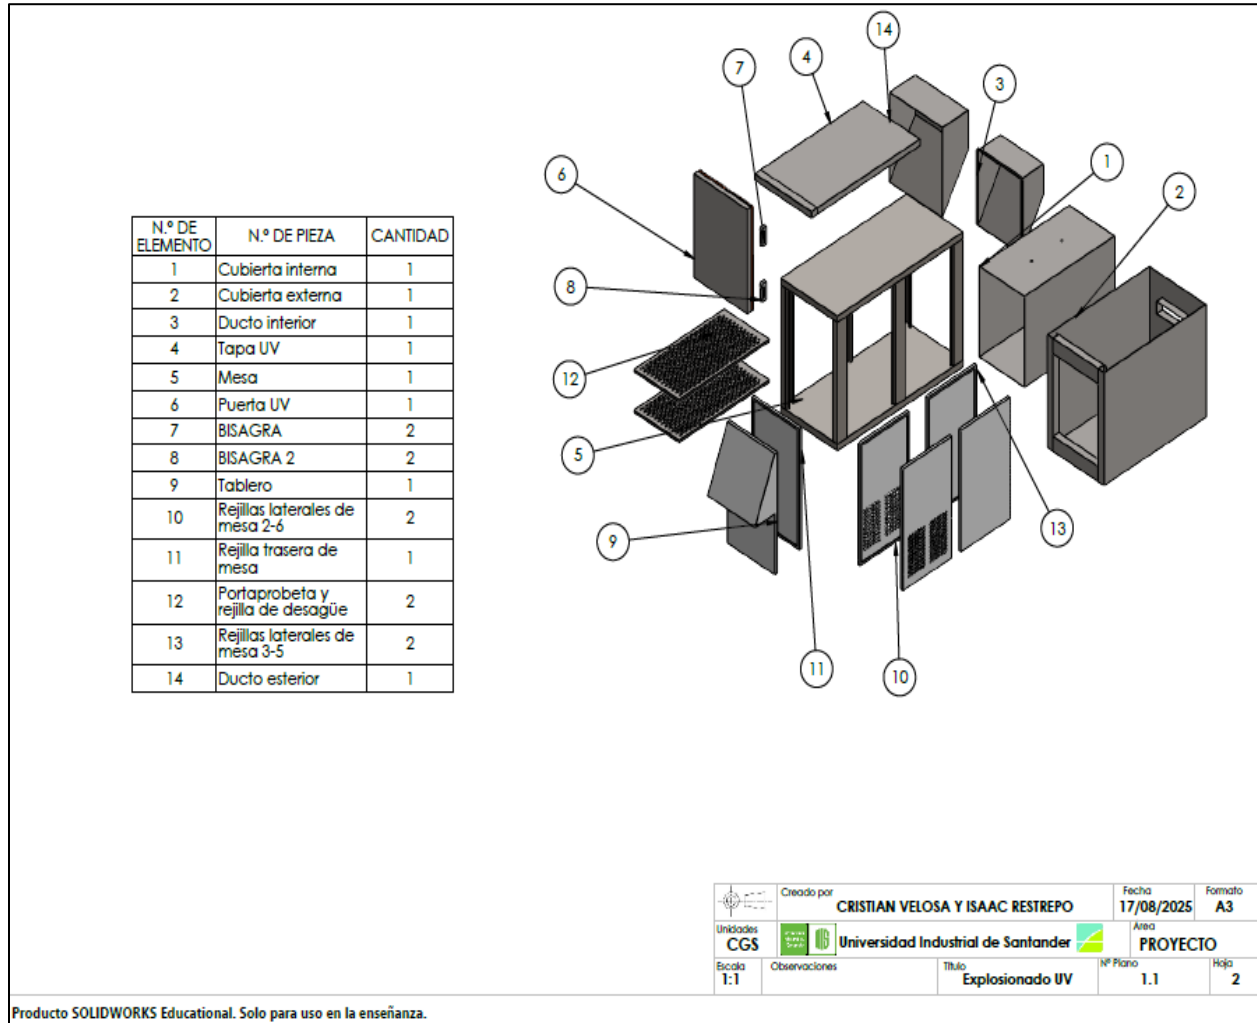 14
4
7
3
1
6
2
8
12
5
9
13
11
10
N.º DE ELEMENTO N.º DE PIEZA CANTIDAD
1 Cubierta interna 1
2 Cubierta externa 1
3 Ducto interior 1
4 Tapa UV 1
5 Mesa 1
6 Puerta UV 1
7 BISAGRA 2
8 BISAGRA 2 2
9 Tablero 1
10 Rejillas laterales de mesa 2-6 2
11 Rejilla trasera de mesa 1
12 Portaprobeta y rejilla de desagüe 2
13 Rejillas laterales de mesa 3-5 2
14 Ducto esterior 1
Creado por
CRISTIAN VELOSA Y ISAAC RESTREPO
Fecha
17/08/2025
Formato
A3
Unidades
CGS
Universidad Industrial de Santander
Area
PROYECTO
Escala
1:1
Observaciones
Título
Explosionado UV
Nº Plano
1.1
Hoja
2
Producto SOLIDWORKS Educational. Solo para uso en la enseñanza.